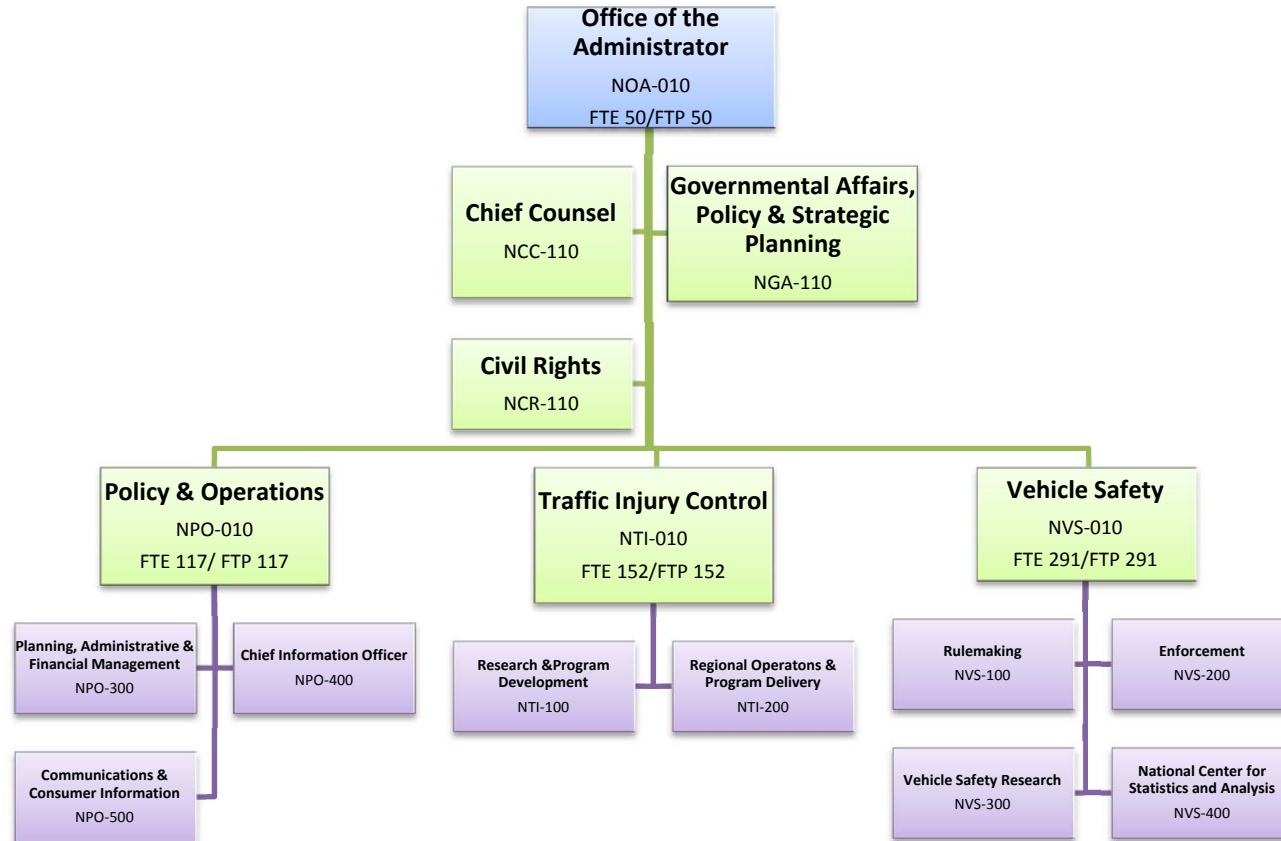 Office of the
Administrator
NOA-010
FTE 50/FTP 50
Chief Counsel
NCC-110
Governmental Affairs,
Policy & Strategic
Planning
NGA-110
Civil Rights
NCR-110
Policy & Operations
NPO-010
FTE 117/ FTP 117
Traffic Injury Control
NTI-010
FTE 152/FTP 152
Vehicle Safety
NVS-010
FTE 291/FTP 291
Planning, Administrative &
Financial Management
NPO-300
Chief Information Officer
NPO-400
Communications &
Consumer Information
NPO-500
Research &Program
Development
NTI-100
Regional Operatons &
Program Delivery
NTI-200
Rulemaking
NVS-100
Enforcement
NVS-200
Vehicle Safety Research
NVS-300
National Center for
Statistics and Analysis
NVS-400